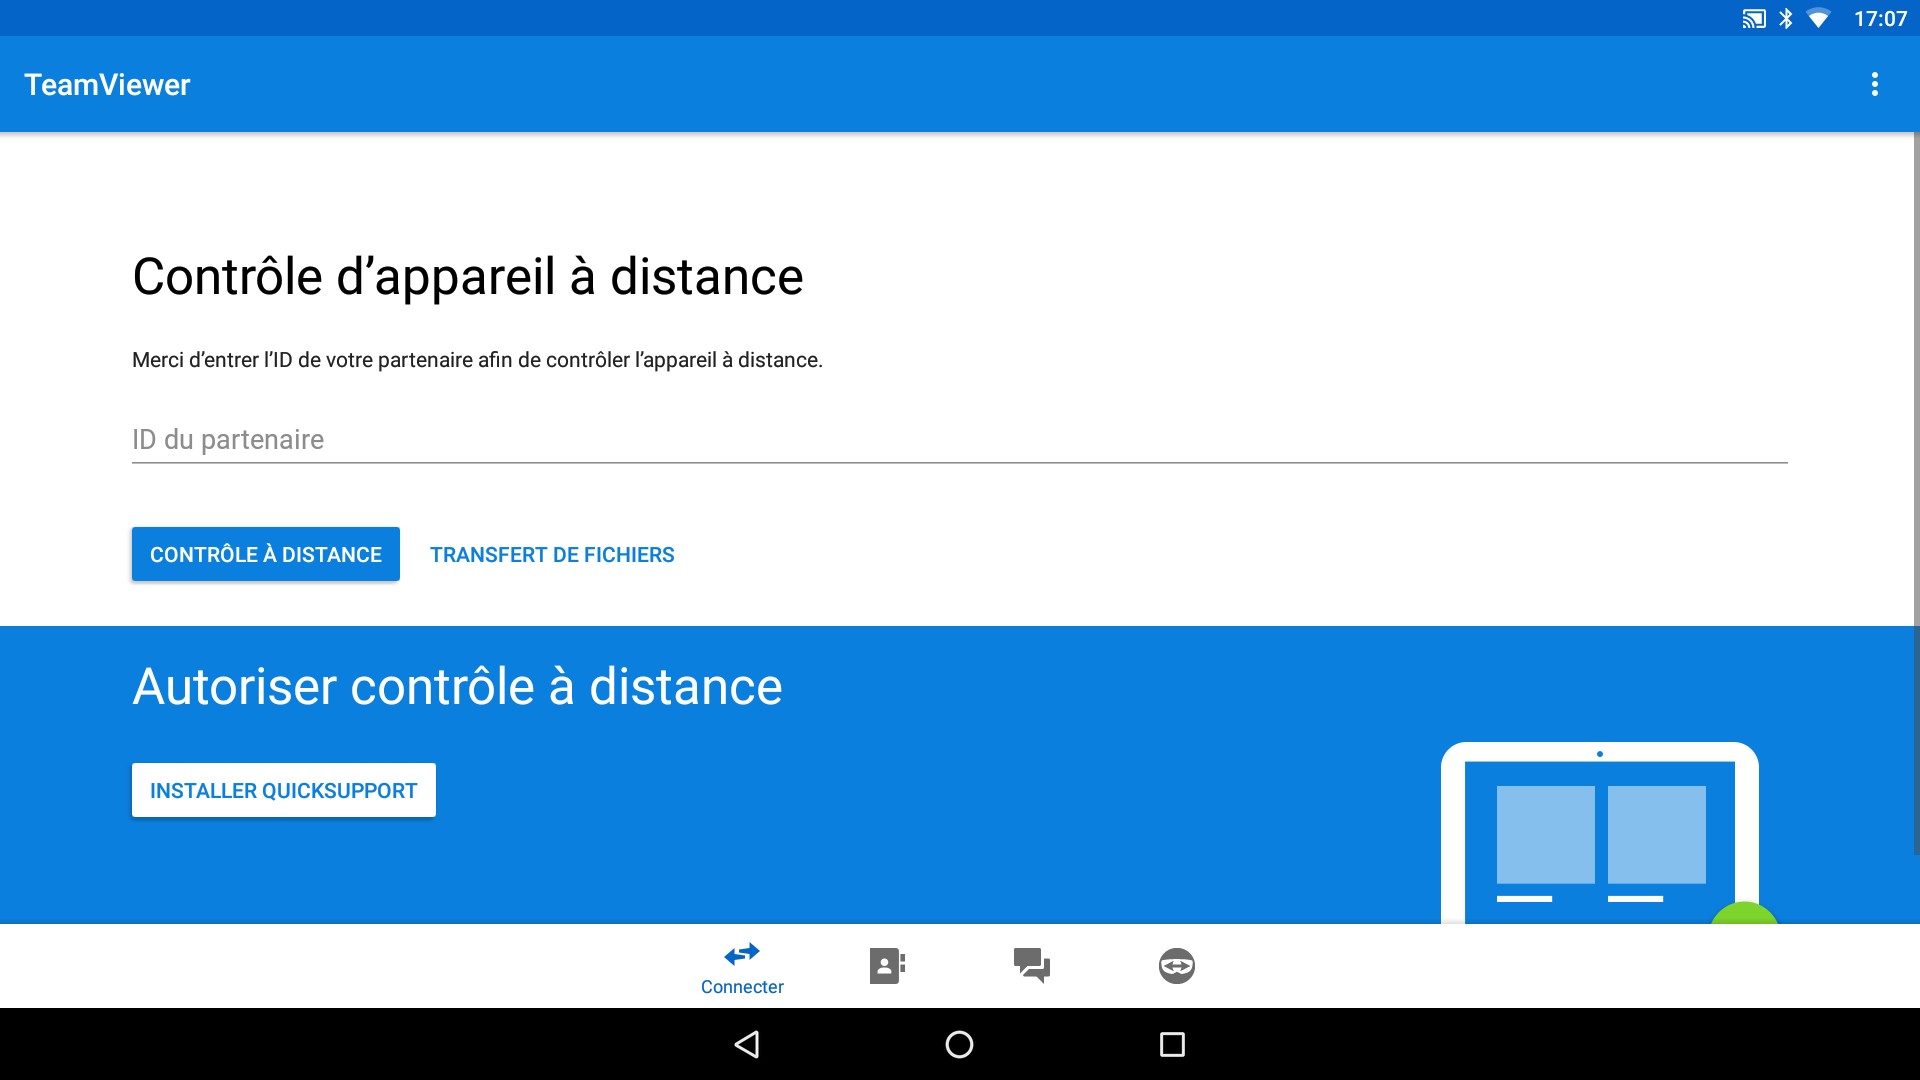 17:07
TeamViewer
Contrôle d’appareil à distance
Merci d’entrer l’ID de votre partenaire afin de contrôler l’appareil à distance.
ID du partenaire
CONTRÔLE À DISTANCE
TRANSFERT DE FICHIERS
Autoriser contrôle à distance
INSTALLER QUICKSUPPORT
Connecter